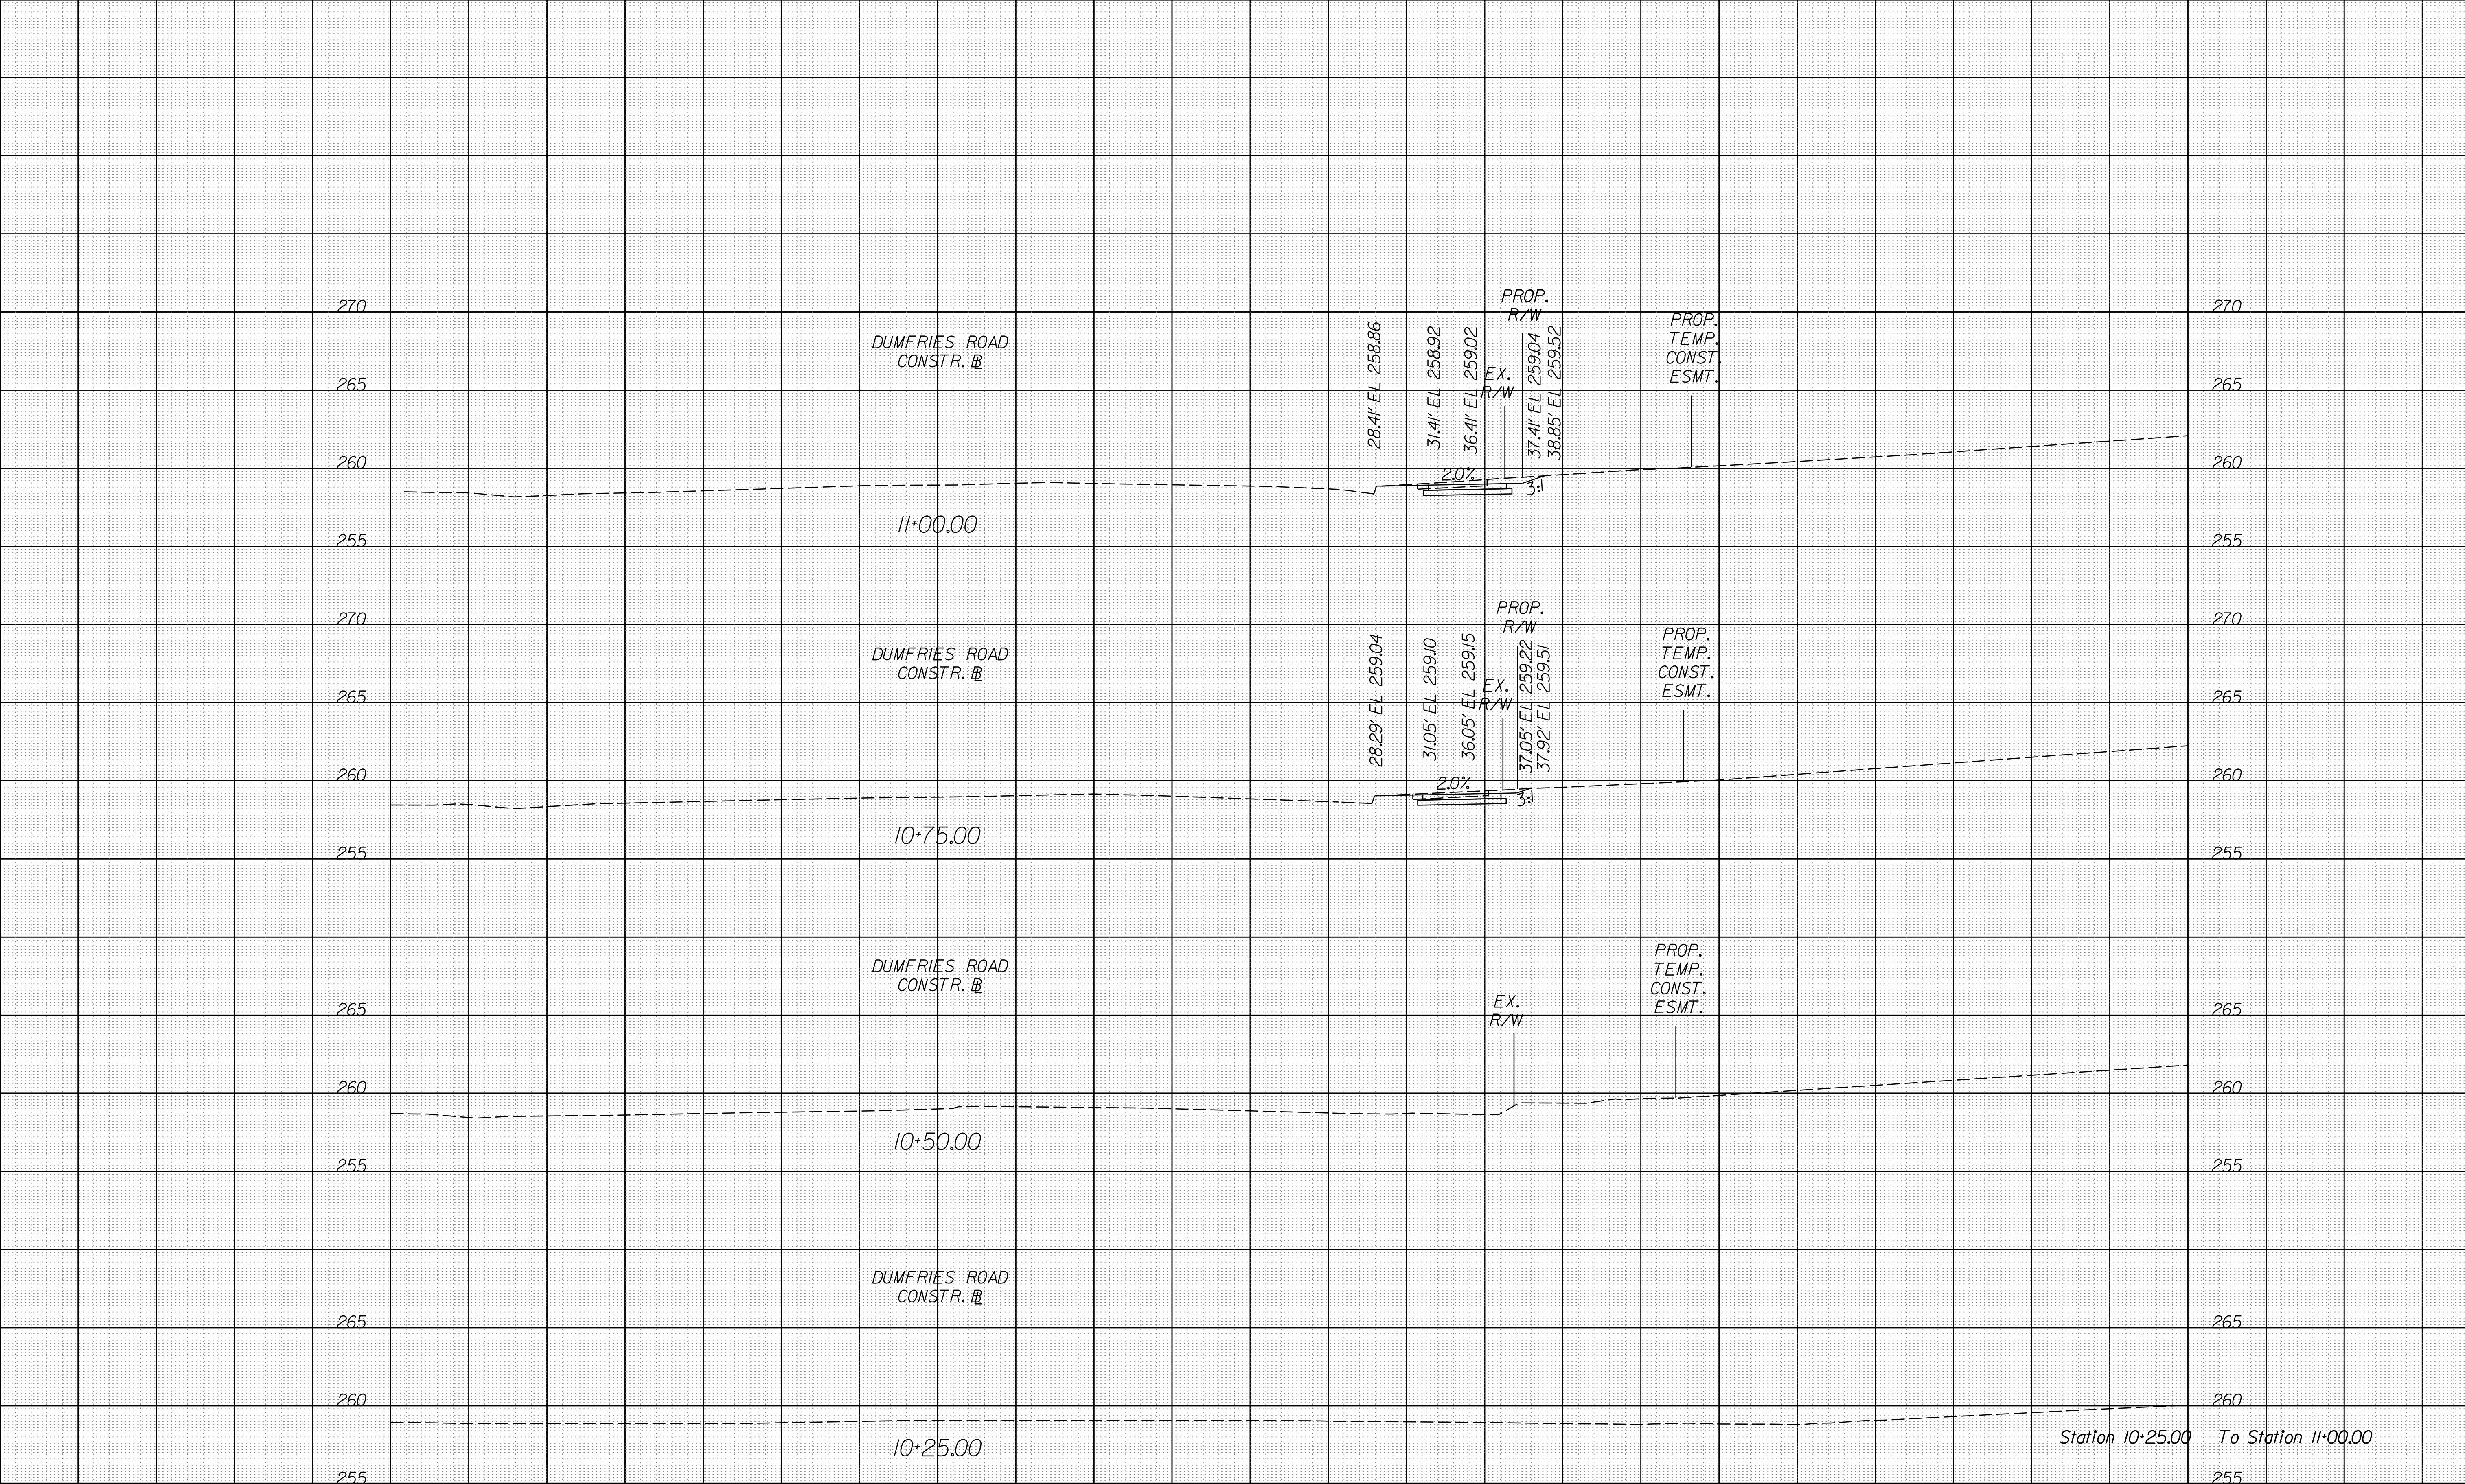 270
270
PROP.
R/W
DUMFRIES ROAD
CONSTR. BL
28.41' EL 258.86
31.41' EL 258.92
36.41' EL 259.02
EX.
R/W
37.41' EL 259.04
38.85' EL 259.52
PROP.
TEMP.
CONST.
ESMT.
265
265
260
260
2.0%
3:1
11+00.00
255
255
270
270
PROP.
R/W
DUMFRIES ROAD
CONSTR. BL
28.29' EL 259.04
31.05' EL 259.10
36.05' EL 259.15
EX.
R/W
37.05' EL 259.22
37.92' EL 259.51
PROP.
TEMP.
CONST.
ESMT.
265
265
260
260
2.0%
3:1
10+75.00
255
255
DUMFRIES ROAD
CONSTR. BL
EX.
R/W
PROP.
TEMP.
CONST.
ESMT.
265
265
260
260
10+50.00
255
255
DUMFRIES ROAD
CONSTR. BL
265
265
260
260
10+25.00
Station 10+25.00 To Station 11+00.00
255
255